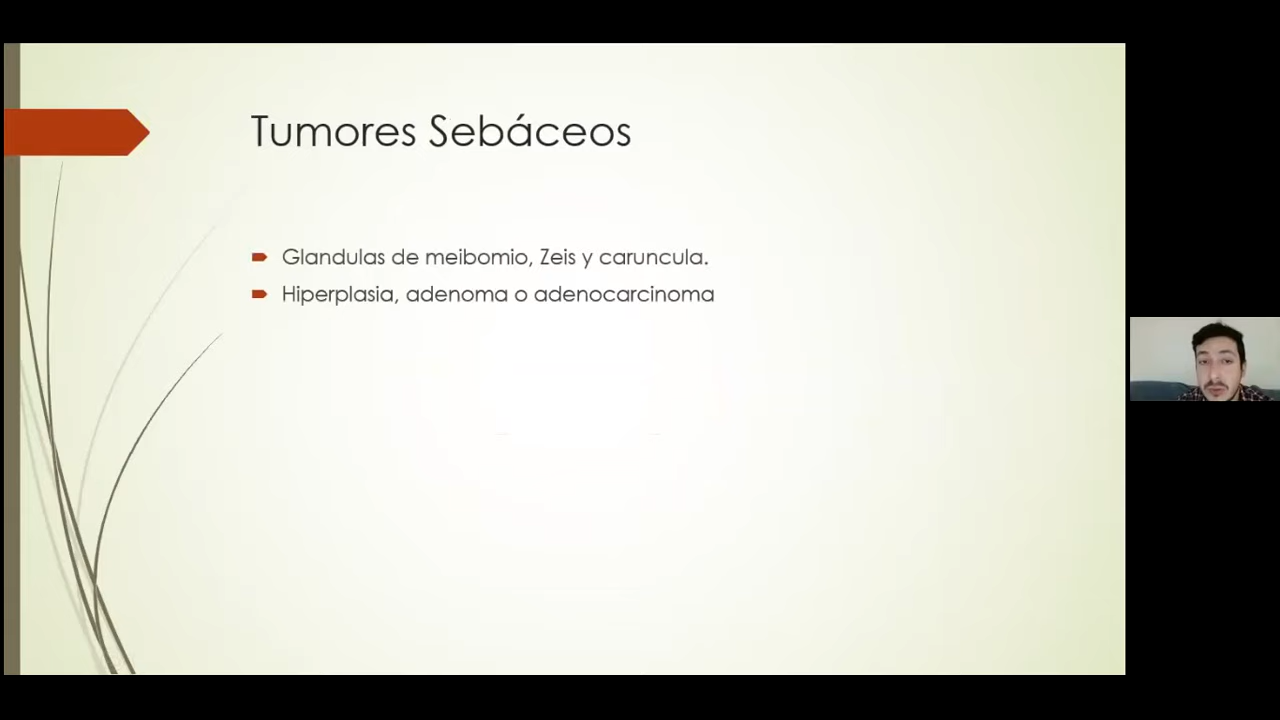 Tumores Sebáceos
Glandulas de meibomio, Zeis y caruncula.
Hiperplasia, adenoma o adenocarcinoma